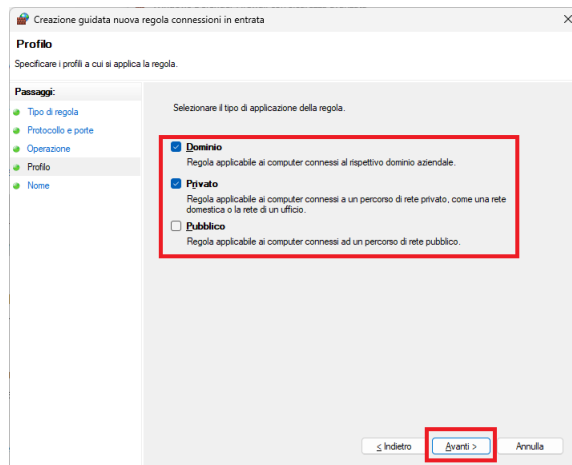 Creazione guidata nuova regola connessioni in entrata
Profilo
Specificare i profili a cui si applica la regola.
Passaggi:
Tipo di regola
Protocollo e porte
Operazione
Profilo
Nome
Selezionare il tipo di applicazione della regola.
Dominio
Regola applicabile ai computer connessi al rispettivo dominio aziendale.
Privato
Regola applicabile ai computer connessi a un percorso di rete privato, come una rete
domestica o la rete di un ufficio.
Pubblico
Regola applicabile ai computer connessi ad un percorso di rete pubblico.
< Indietro
Avanti >
Annulla